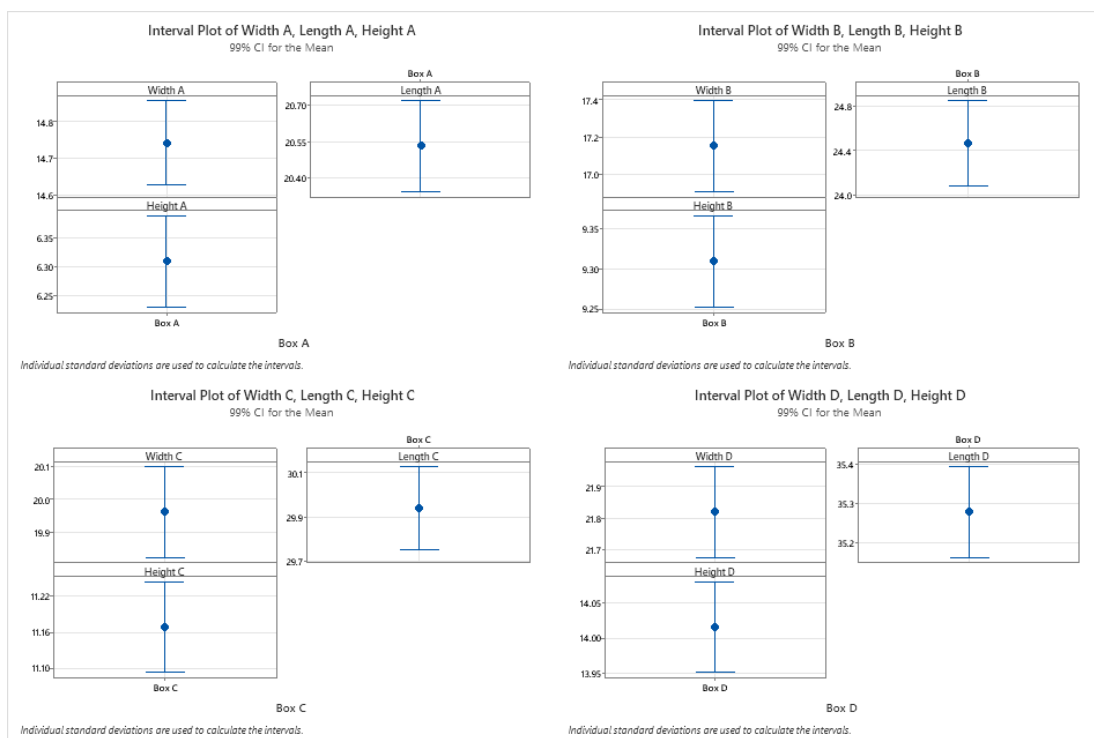 Interval Plot of Width A, Length A, Height A
99% CI for the Mean
Box A
Width A
Length A
14.8
14.7
14.6
20.70
20.55
20.40
Height A
6.35
6.30
6.25
Box A
Box A
Individual standard deviations are used to calculate the intervals.
Interval Plot of Width B, Length B, Height B
99% CI for the Mean
Box B
Width B
Length B
17.4
17.2
17.0
24.8
24.4
24.0
Height B
9.35
9.30
9.25
Box B
Box B
Individual standard deviations are used to calculate the intervals.
Interval Plot of Width C, Length C, Height C
99% CI for the Mean
Box C
Width C
Length C
20.1
20.0
19.9
30.1
29.9
29.7
Height C
11.22
11.16
11.10
Box C
Box C
Individual standard deviations are used to calculate the intervals.
Interval Plot of Width D, Length D, Height D
99% CI for the Mean
Box D
Width D
Length D
21.9
21.8
21.7
35.4
35.3
35.2
Height D
14.05
14.00
13.95
Box D
Box D
Individual standard deviations are used to calculate the intervals.